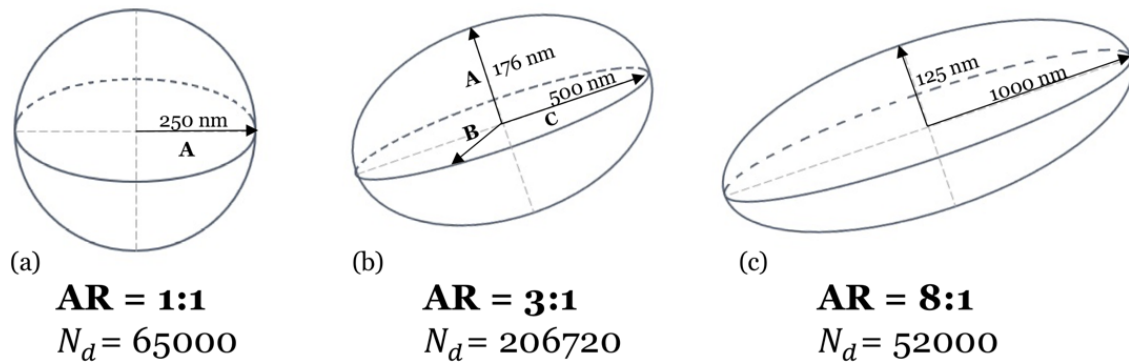 250 nm
A
(a)
AR = 1:1
N_d = 65000
A
176 nm
500 nm
B
C
(b)
AR = 3:1
N_d = 206720
125 nm
1000 nm
(c)
AR = 8:1
N_d = 52000